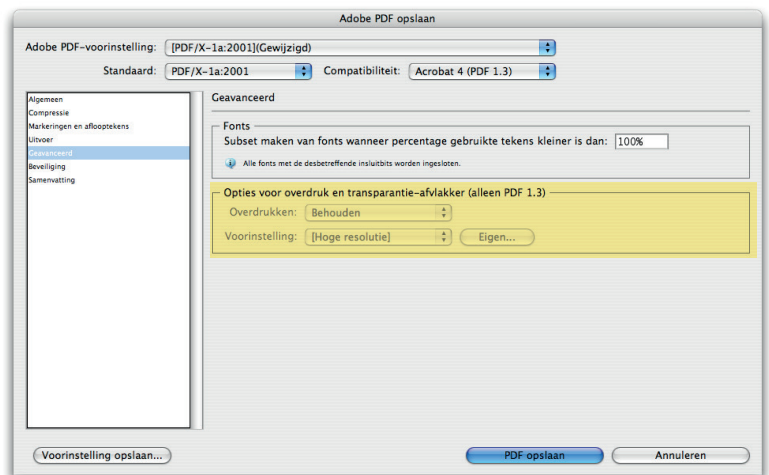 Adobe PDF opslaan
Adobe PDF-voorinstelling: [PDF/X-1a:2001](Gewijzigd)
Standaard: PDF/X-1a:2001 Compatibiliteit: Acrobat 4 (PDF 1.3)
Algemeen
Compressie
Markeringen en aflooptekens
Uitvoer
Geavanceerd
Beveiliging
Samenvatting
Geavanceerd
Fonts
Subset maken van fonts wanneer percentage gebruikte tekens kleiner is dan: 100%
Alle fonts met de desbetreffende insluitbits worden ingesloten.
Opties voor overdruk en transparantie-afvlakker (alleen PDF 1.3)
Overdrukken: Behouden
Voorinstelling: [Hoge resolutie] Eigen...
Voorinstelling opslaan... PDF opslaan Annuleren